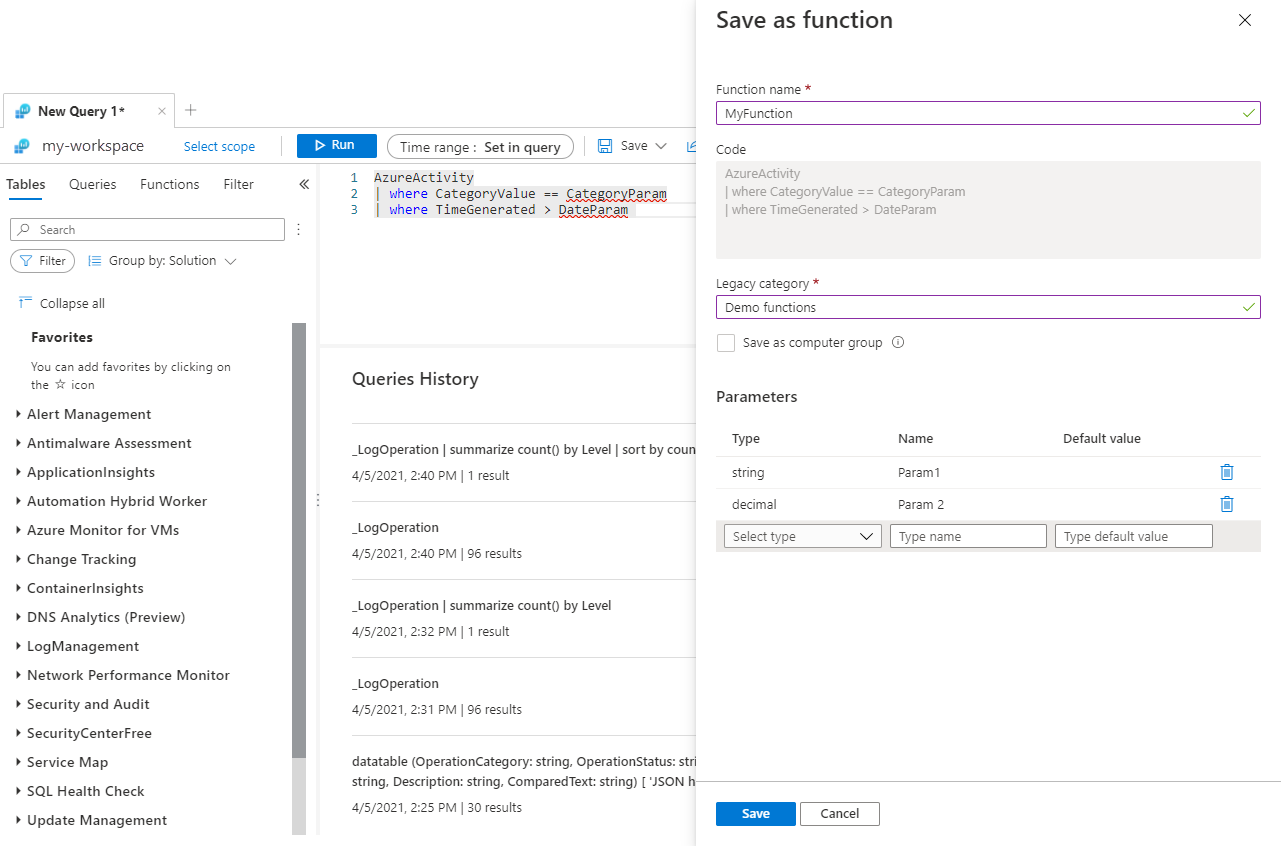 New Query 1*
my-workspace
Select scope
Run
Time range : Set in query
Save
Tables
Queries
Functions
Filter
Search
Filter
Group by: Solution
Collapse all
Favorites
You can add favorites by clicking on
the ☆ icon
Alert Management
Antimalware Assessment
ApplicationInsights
Automation Hybrid Worker
Azure Monitor for VMs
Change Tracking
ContainerInsights
DNS Analytics (Preview)
LogManagement
Network Performance Monitor
Security and Audit
SecurityCenterFree
Service Map
SQL Health Check
Update Management
1 AzureActivity
2 | where CategoryValue == CategoryParam
3 | where TimeGenerated > DateParam
Queries History
_LogOperation | summarize count() by Level | sort by coun
4/5/2021, 2:40 PM | 1 result
_LogOperation
4/5/2021, 2:40 PM | 96 results
_LogOperation | summarize count() by Level
4/5/2021, 2:32 PM | 1 result
_LogOperation
4/5/2021, 2:31 PM | 96 results
datatable (OperationCategory: string, OperationStatus: stri
string, Description: string, ComparedText: string) [ 'JSON h
4/5/2021, 2:25 PM | 30 results
Save as function
Function name *
MyFunction
Code
AzureActivity
| where CategoryValue == CategoryParam
| where TimeGenerated > DateParam
Legacy category *
Demo functions
Save as computer group
Parameters
Type Name Default value
string Param1
decimal Param 2
Select type Type name Type default value
Save
Cancel